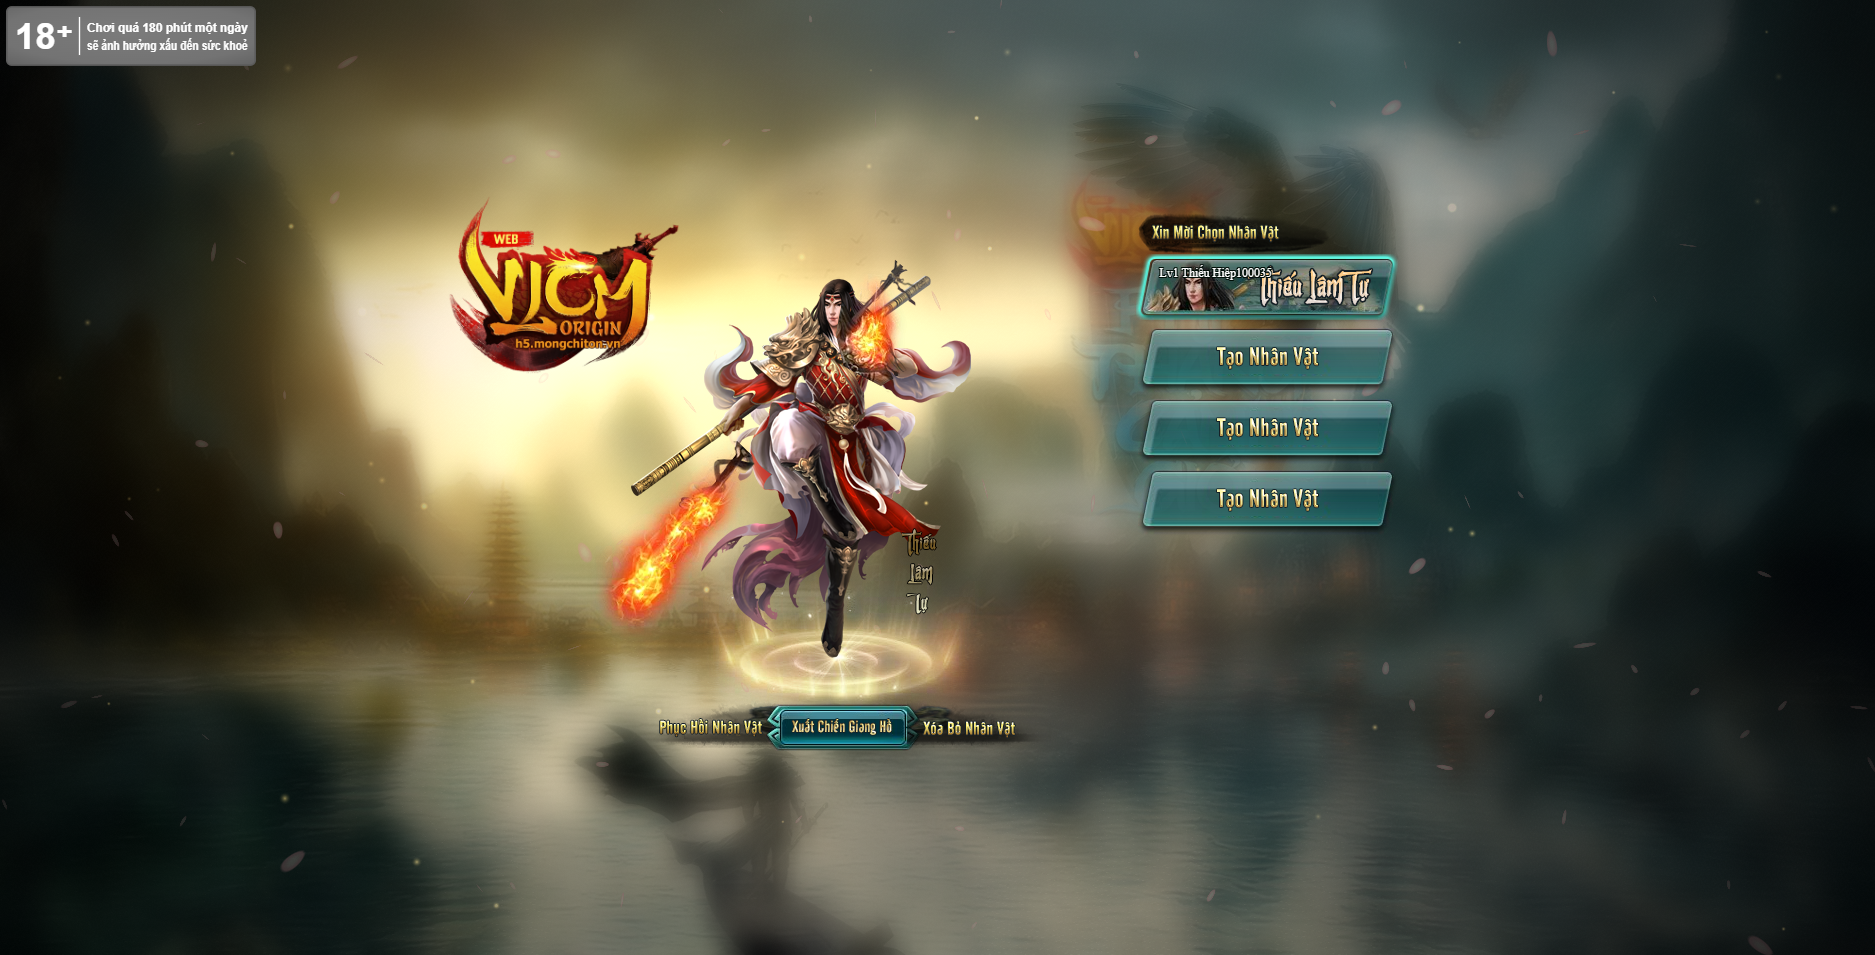 18+
Chơi quá 180 phút một ngày
sẽ ảnh hưởng xấu đến sức khoẻ
WEB
VLCM
ORIGIN
h5.mongchiton.vn
Xin Mời Chọn Nhân Vật
Lv1 Thiếu Hiệp100035
Thiếu Lâm Tự
Tạo Nhân Vật
Tạo Nhân Vật
Tạo Nhân Vật
Thiếu
Lâm
Tự
Phục Hồi Nhân Vật
Xuất Chiến Giang Hồ
Xóa Bỏ Nhân Vật